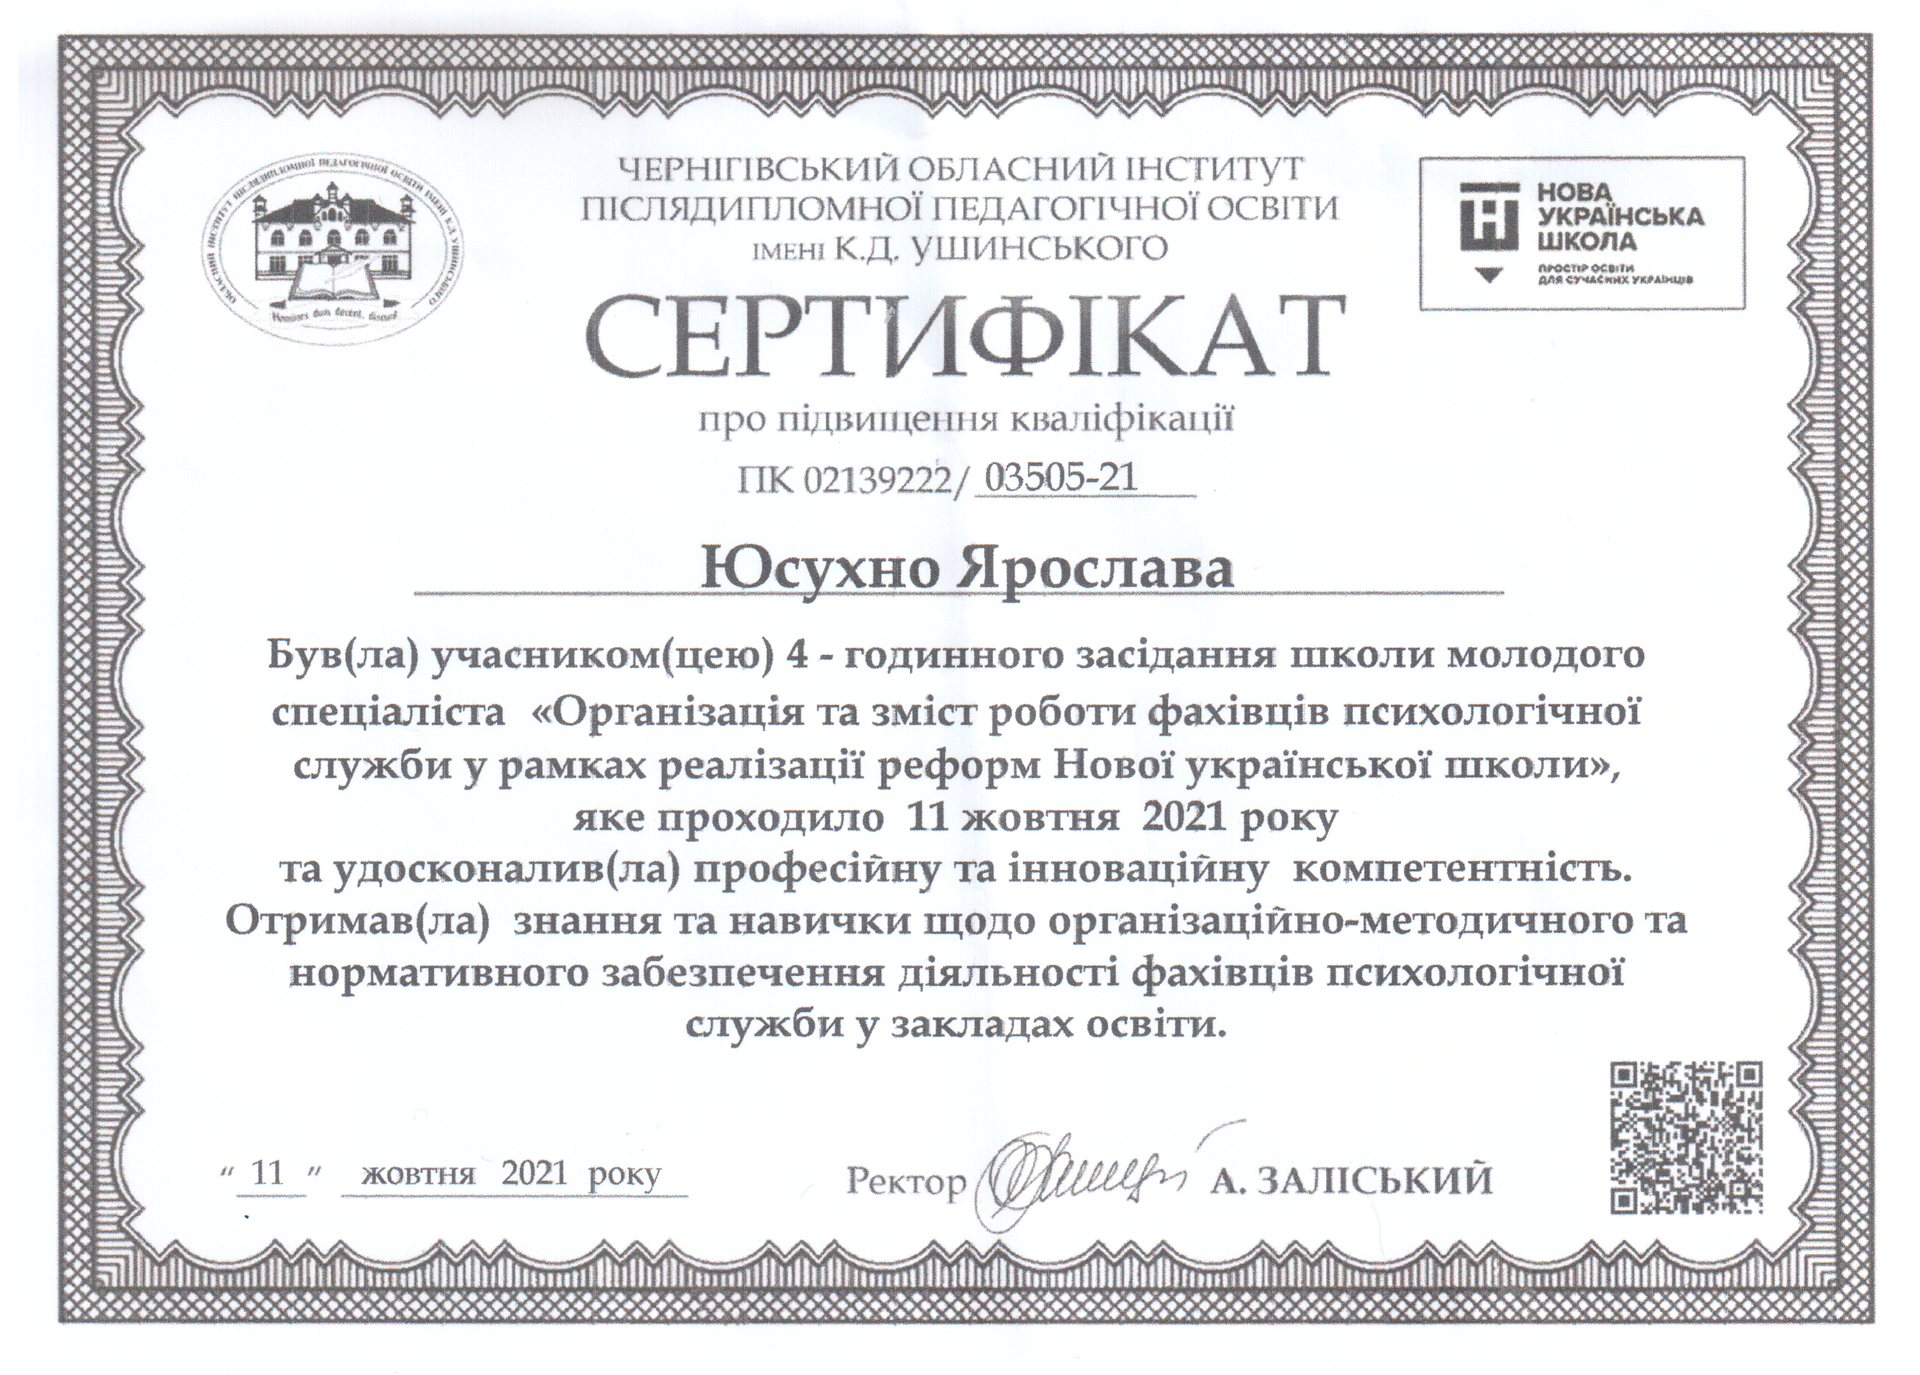 ОБЛАСНИЙ ІНСТИТУТ ПІСЛЯДИПЛОМНОЇ ПЕДАГОГІЧНОЇ ОСВІТИ ІМЕНІ К.Д. УШИНСЬКОГО
Homines dum docent, discunt
ЧЕРНІГІВСЬКИЙ ОБЛАСНИЙ ІНСТИТУТ
ПІСЛЯДИПЛОМНОЇ ПЕДАГОГІЧНОЇ ОСВІТИ
ІМЕНІ К.Д. УШИНСЬКОГО
НОВА
УКРАЇНСЬКА
ШКОЛА
ПРОСТІР ОСВІТИ
ДЛЯ СУЧАСНИХ УКРАЇНЦІВ
СЕРТИФІКАТ
про підвищення кваліфікації
ПК 02139222/ 03505-21
Юсухно Ярослава
Був(ла) учасником(цею) 4 - годинного засідання школи молодого
спеціаліста «Організація та зміст роботи фахівців психологічної
служби у рамках реалізації реформ Нової української школи»,
яке проходило 11 жовтня 2021 року
та удосконалив(ла) професійну та інноваційну компетентність.
Отримав(ла) знання та навички щодо організаційно-методичного та
нормативного забезпечення діяльності фахівців психологічної
служби у закладах освіти.
“ 11 ” жовтня 2021 року
Ректор А. ЗАЛІСЬКИЙ